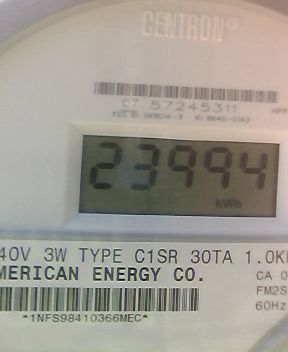 CENTRON®
C7 57245311
23994
kWh
40V 3W TYPE C1SR 30TA 1.0K
MERICAN ENERGY CO.
CA 0
FM2S
60Hz
*1NFS98410366MEC*